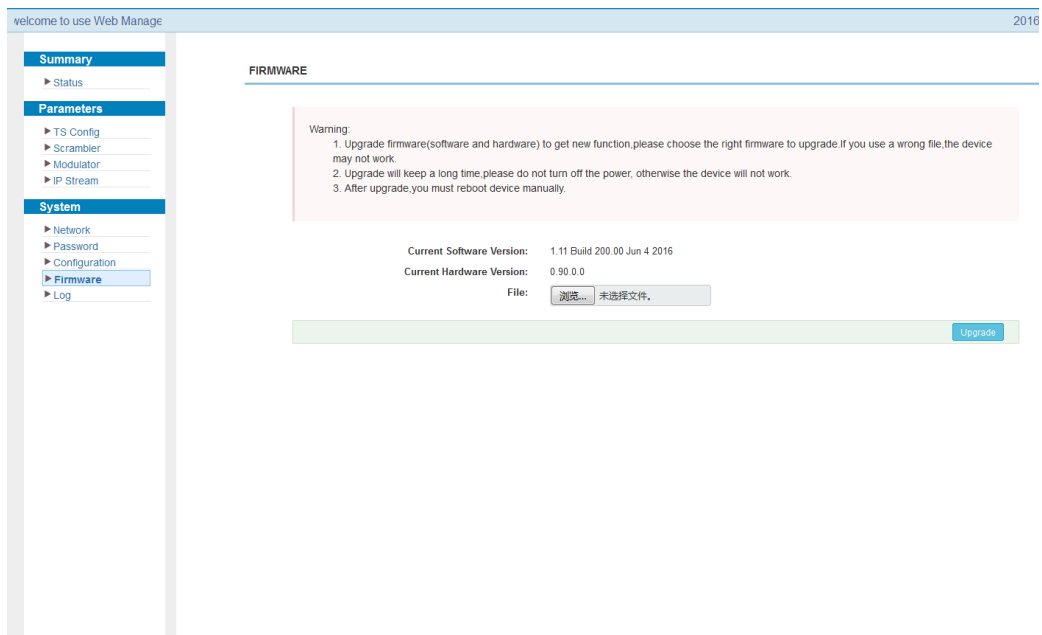 welcome to use Web Manage
2016
Summary
Status
Parameters
TS Config
Scrambler
Modulator
IP Stream
System
Network
Password
Configuration
Firmware
Log
FIRMWARE
Warning:
1. Upgrade firmware(software and hardware) to get new function,please choose the right firmware to upgrade.If you use a wrong file,the device
may not work.
2. Upgrade will keep a long time,please do not turn off the power, otherwise the device will not work.
3. After upgrade,you must reboot device manually.
Current Software Version: 1.11 Build 200.00 Jun 4 2016
Current Hardware Version: 0.90.0.0
File: 浏览... 未选择文件。
Upgrade